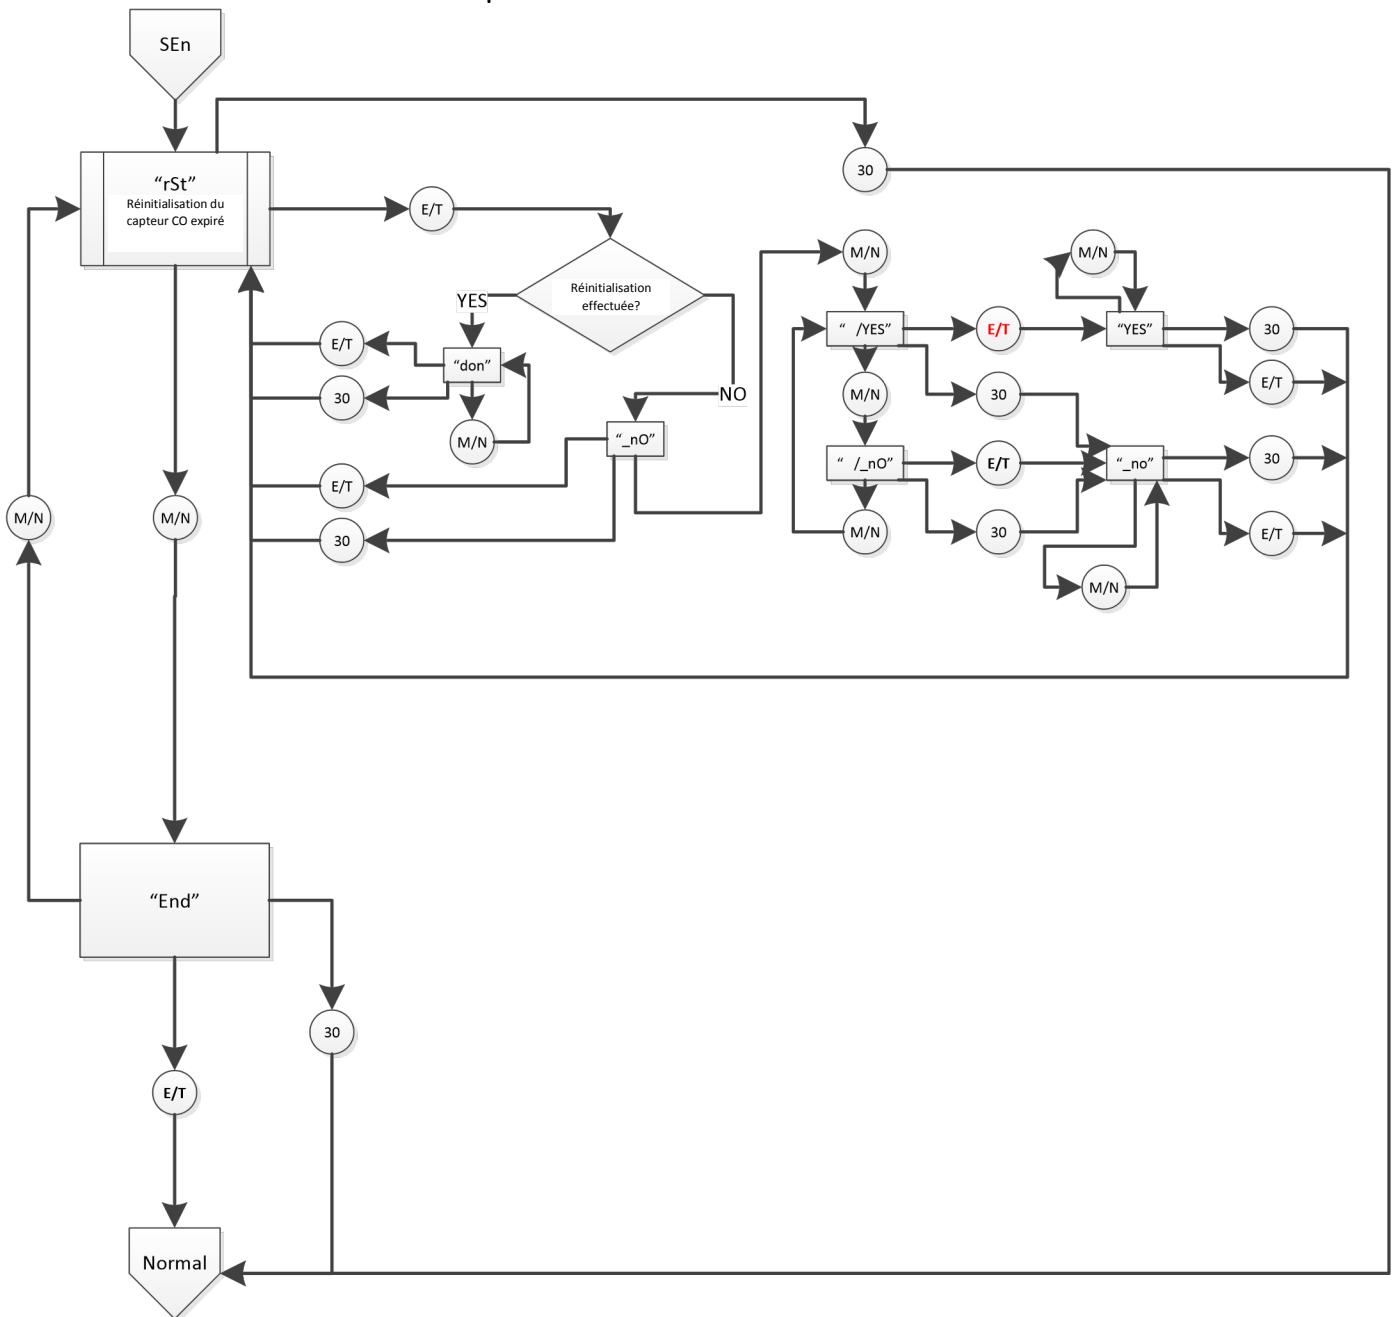 SEn
“rSt”
Réinitialisation du
capteur CO expiré
30
E/T
Réinitialisation
effectuée?
YES
NO
M/N
M/N
E/T
“don”
“ /YES”
E/T
“YES”
30
30
M/N
30
E/T
M/N
“_nO”
“ /_nO”
E/T
“_no”
30
E/T
30
M/N
30
E/T
M/N
M/N
M/N
“End”
30
E/T
Normal